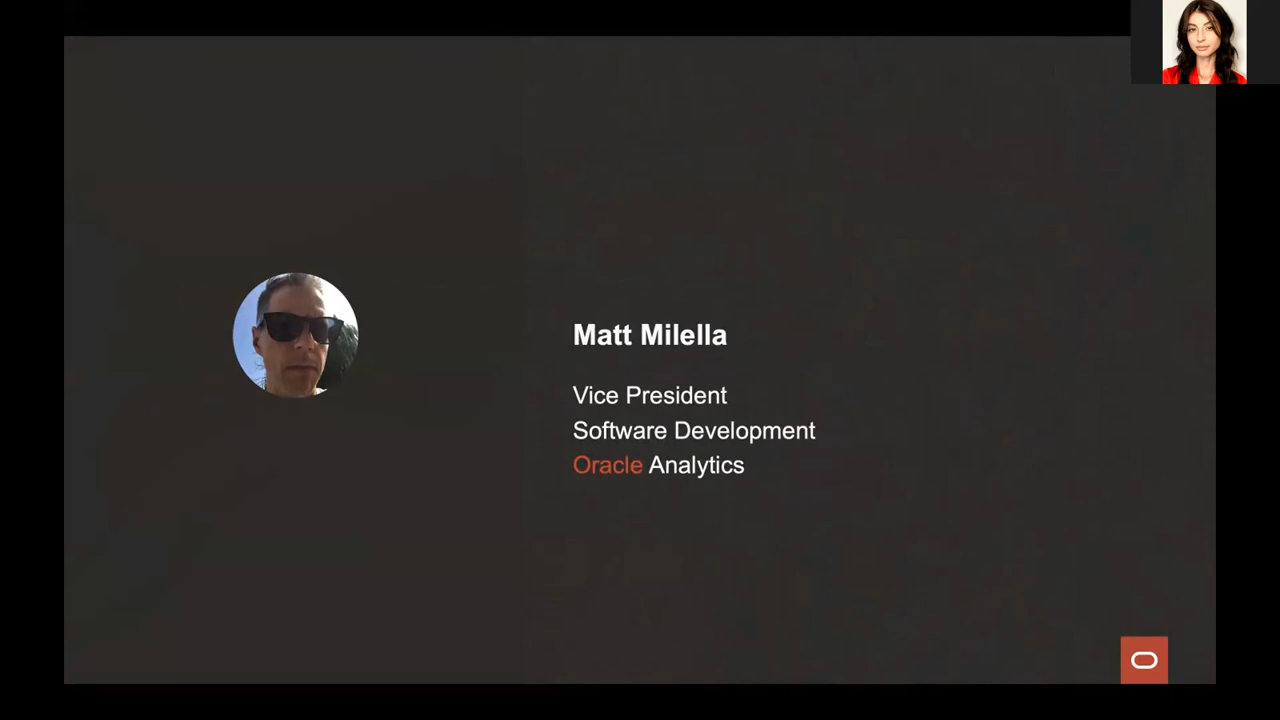 Matt Milella
Vice President
Software Development
Oracle Analytics